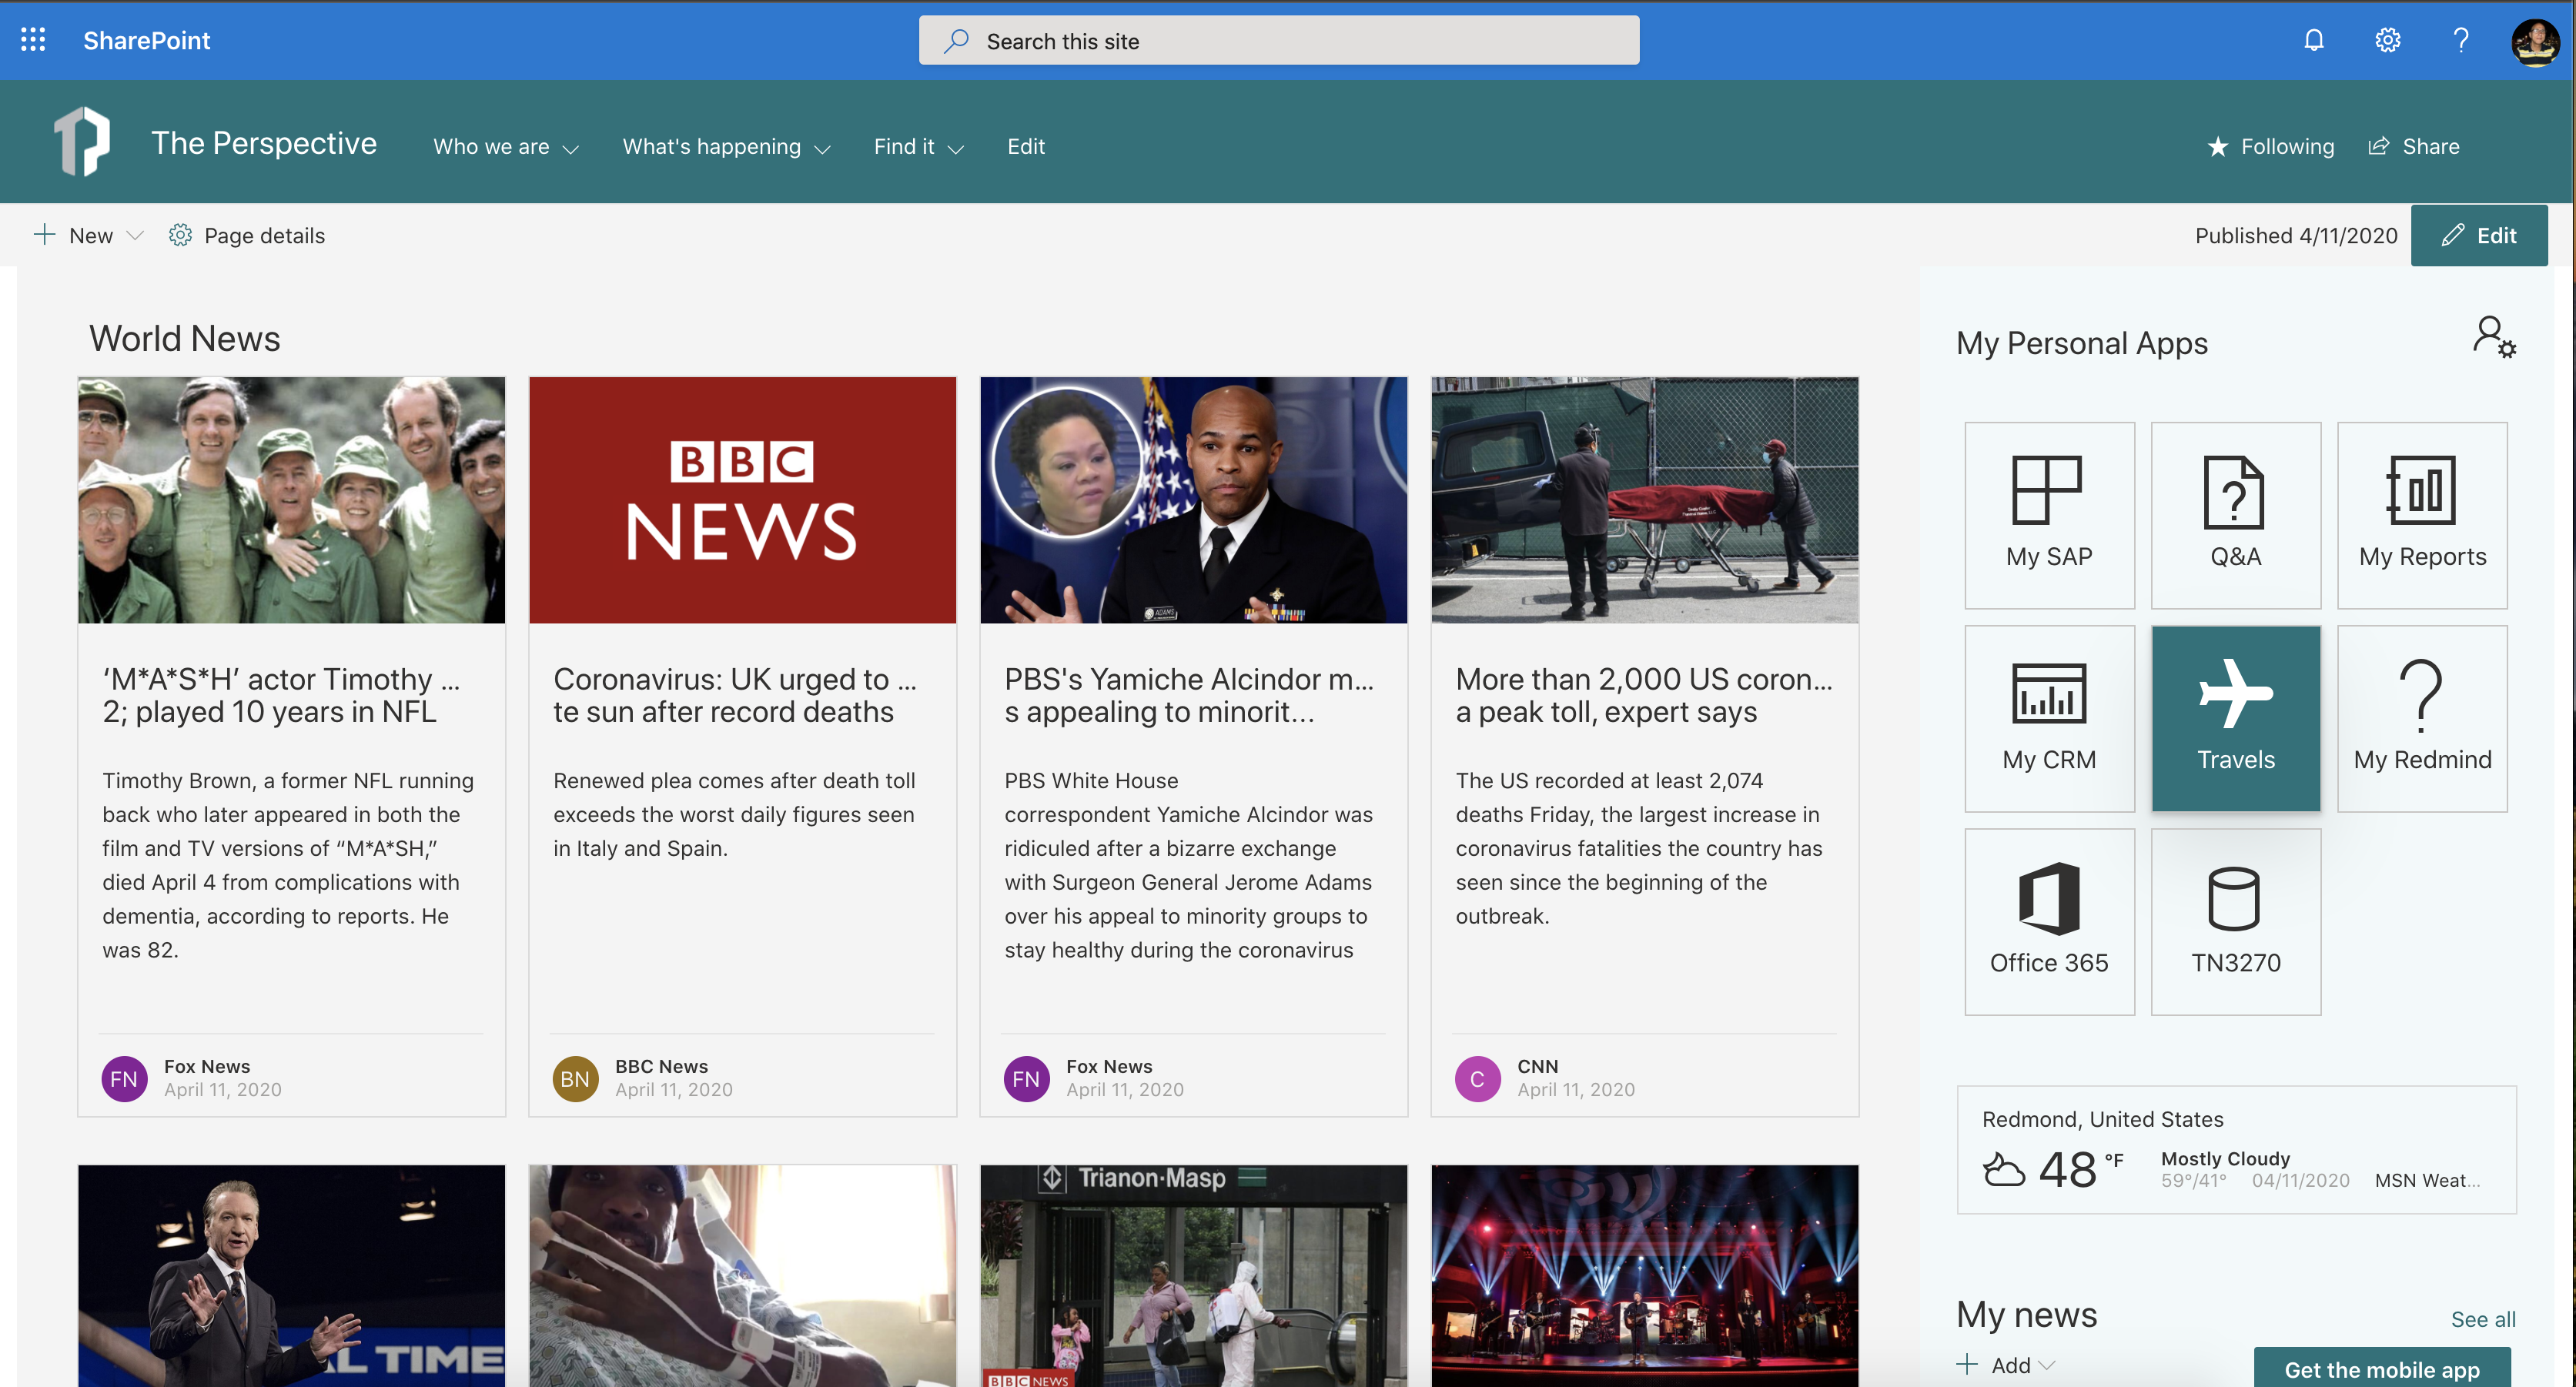 SharePoint
Search this site
The Perspective
Who we are
What's happening
Find it
Edit
Following
Share
New
Page details
Published 4/11/2020
Edit
World News
BBC
NEWS
ADAMS
‘M*A*S*H’ actor Timothy ...
2; played 10 years in NFL
Timothy Brown, a former NFL running
back who later appeared in both the
film and TV versions of “M*A*SH,”
died April 4 from complications with
dementia, according to reports. He
was 82.
FN
Fox News
April 11, 2020
Coronavirus: UK urged to ...
te sun after record deaths
Renewed plea comes after death toll
exceeds the worst daily figures seen
in Italy and Spain.
BN
BBC News
April 11, 2020
PBS's Yamiche Alcindor m...
s appealing to minorit...
PBS White House
correspondent Yamiche Alcindor was
ridiculed after a bizarre exchange
with Surgeon General Jerome Adams
over his appeal to minority groups to
stay healthy during the coronavirus
FN
Fox News
April 11, 2020
More than 2,000 US coron...
a peak toll, expert says
The US recorded at least 2,074
deaths Friday, the largest increase in
coronavirus fatalities the country has
seen since the beginning of the
outbreak.
C
CNN
April 11, 2020
AL TIME
Trianon-Masp
BBC NEWS
My Personal Apps
My SAP
Q&A
My Reports
My CRM
Travels
My Redmind
Office 365
TN3270
Redmond, United States
48 °F
Mostly Cloudy
59°/41° 04/11/2020 MSN Weat...
My news
See all
Add
Get the mobile app